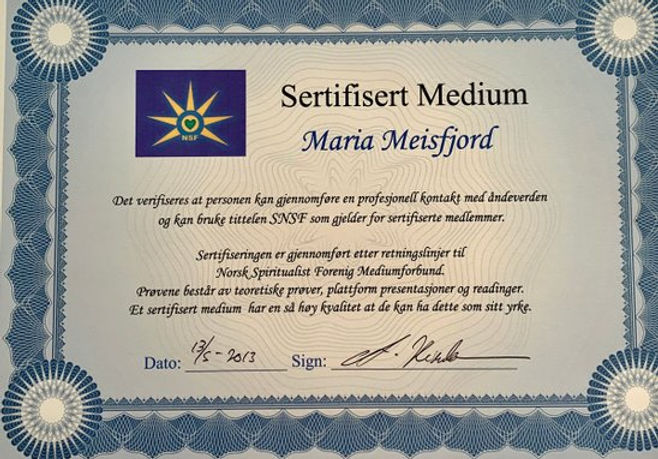 NSF
Sertifisert Medium
Maria Meisfjord
Det verifiseres at personen kan gjennomføre en profesjonell kontakt med åndeverden
og kan bruke tittelen SNSF som gjelder for sertifiserte medlemmer.
Sertifiseringen er gjennomført etter retningslinjer til
Norsk Spiritualist Forenig Mediumforbund.
Prøvene består av teoretiske prøver, plattform presentasjoner og readinger.
Et sertifisert medium har en så høy kvalitet at de kan ha dette som sitt yrke.
Dato: 13/5-2013 Sign: